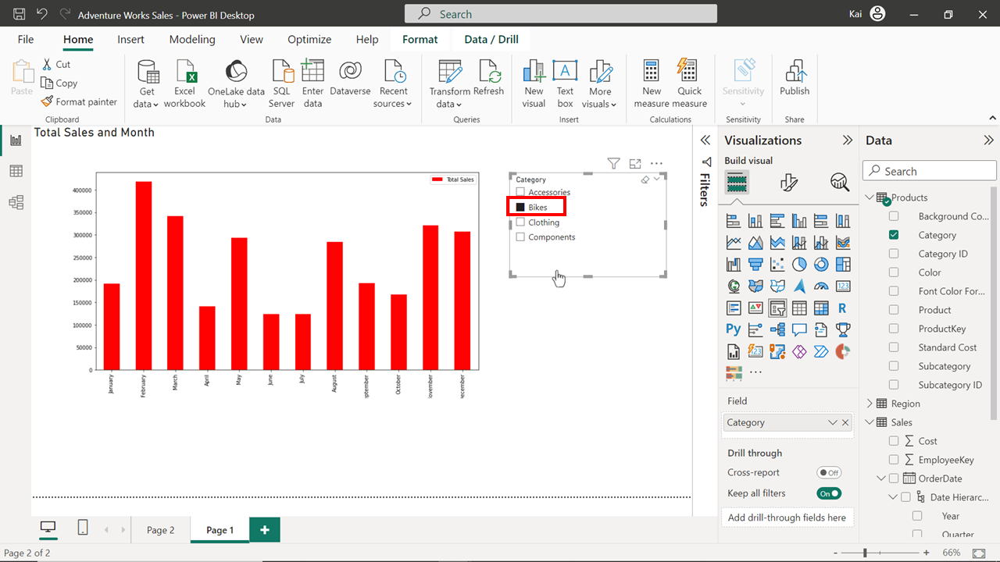 Adventure Works Sales - Power BI Desktop
Search
Kai
File Home Insert Modeling View Optimize Help Format Data / Drill
Paste
Cut
Copy
Format painter
Clipboard
Get data
Excel workbook
OneLake data hub
SQL Server
Enter data
Dataverse
Recent sources
Data
Transform data
Refresh
Queries
New visual
Text box
More visuals
Insert
New measure
Quick measure
Calculations
Sensitivity
Sensitivity
Publish
Share
Total Sales and Month
Total Sales
400000
350000
300000
250000
200000
150000
100000
50000
0
January
February
March
April
May
June
July
August
eptember
October
lovember
ecember
Category
Accessories
Bikes
Clothing
Components
Filters
Visualizations
Build visual
123
R
Py
123
Field
Category
Drill through
Cross-report
Off
Keep all filters
On
Add drill-through fields here
Data
Search
Products
Background Co...
Category
Category ID
Color
Font Color For...
Product
ProductKey
Standard Cost
Subcategory
Subcategory ID
Region
Sales
Cost
EmployeeKey
OrderDate
Date Hierarc...
Year
Quarter
Page 2
Page 1
Page 2 of 2
- + 66%